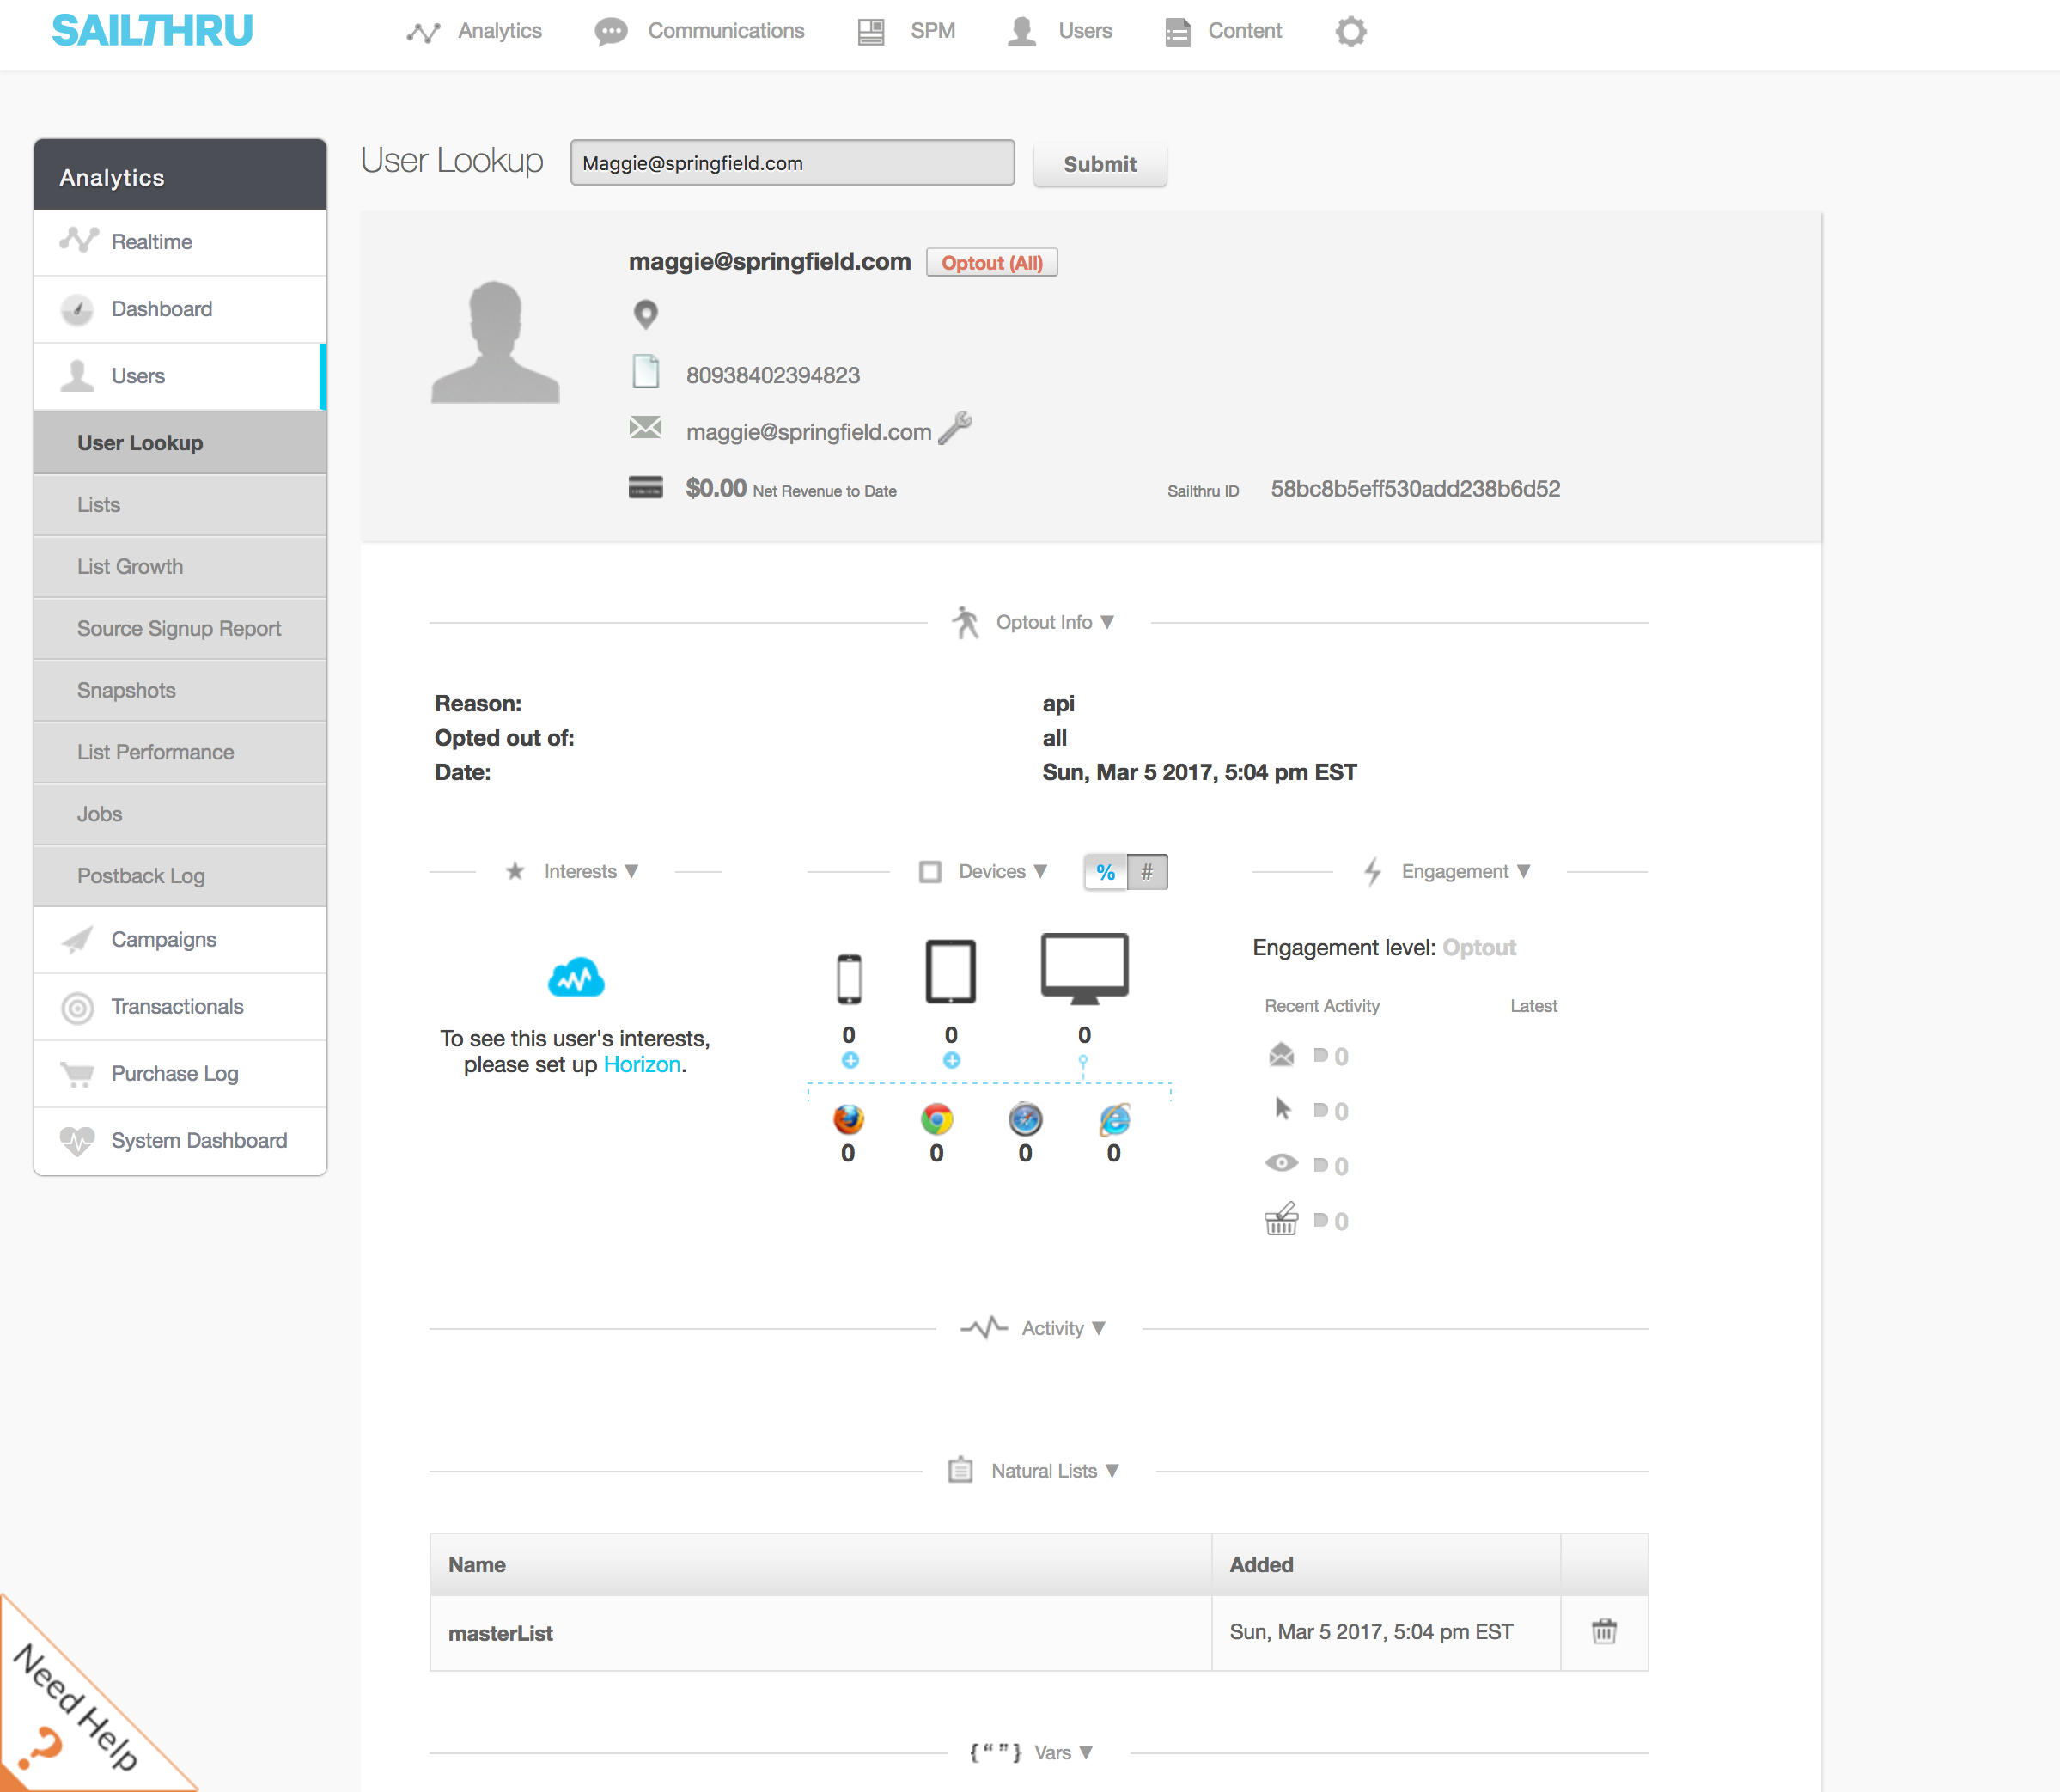 SAILTHRU
Analytics
Communications
SPM
Users
Content
Analytics
Realtime
Dashboard
Users
User Lookup
Lists
List Growth
Source Signup Report
Snapshots
List Performance
Jobs
Postback Log
Campaigns
Transactionals
Purchase Log
System Dashboard
User Lookup Maggie@springfield.com Submit
maggie@springfield.com Optout (All)
80938402394823
maggie@springfield.com
$0.00 Net Revenue to Date Sailthru ID 58bc8b5eff530add238b6d52
Optout Info ▼
Reason: api
Opted out of: all
Date: Sun, Mar 5 2017, 5:04 pm EST
Interests ▼
To see this user's interests,
please set up Horizon.
Devices ▼ % #
0 0 0
0 0 0 0
Engagement ▼
Engagement level: Optout
Recent Activity Latest
0
0
0
0
Activity ▼
Natural Lists ▼
Name Added
masterList Sun, Mar 5 2017, 5:04 pm EST
{“ ”} Vars ▼
Need Help
?